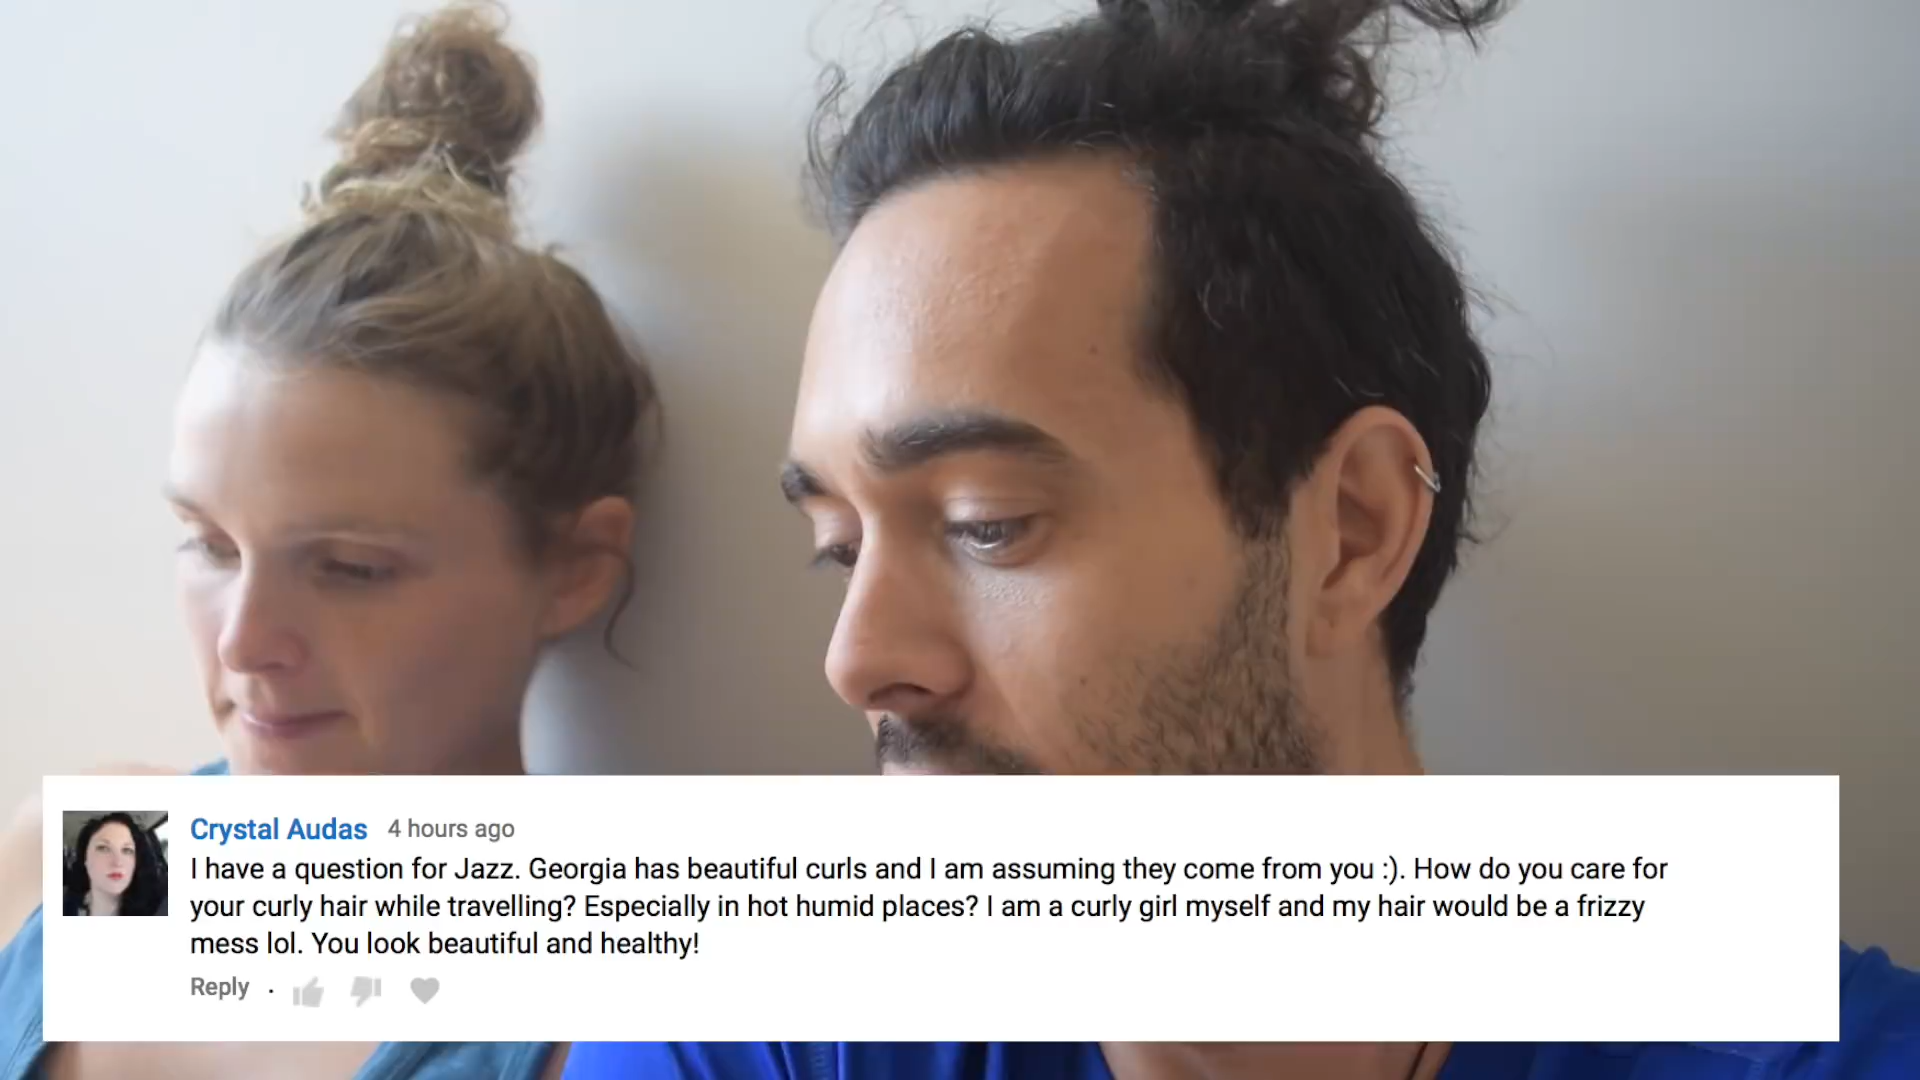 Crystal Audas 4 hours ago
I have a question for Jazz. Georgia has beautiful curls and I am assuming they come from you :). How do you care for
your curly hair while travelling? Especially in hot humid places? I am a curly girl myself and my hair would be a frizzy
mess lol. You look beautiful and healthy!
Reply .